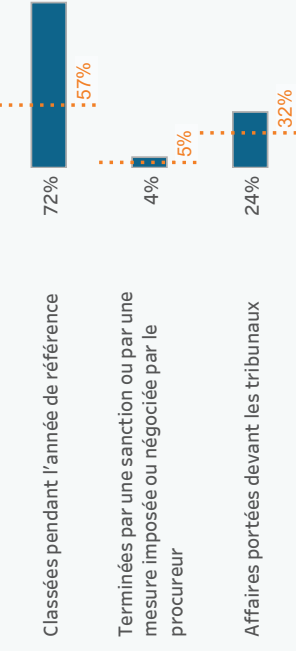 Classées pendant l’année de référence
72%
57%
Terminées par une sanction ou par une
mesure imposée ou négociée par le
procureur
4%
5%
Affaires portées devant les tribunaux
24%
32%